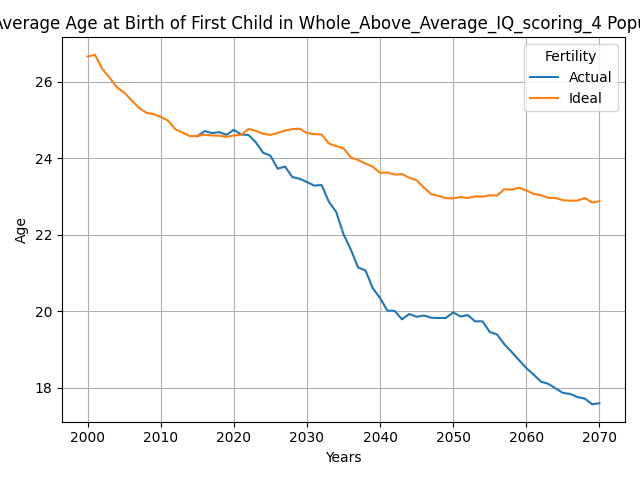 Average Age at Birth of First Child in Whole_Above_Average_IQ_scoring_4
Fertility
Actual
Ideal
Age
26
24
22
20
18
2000 2010 2020 2030 2040 2050 2060 2070
Years